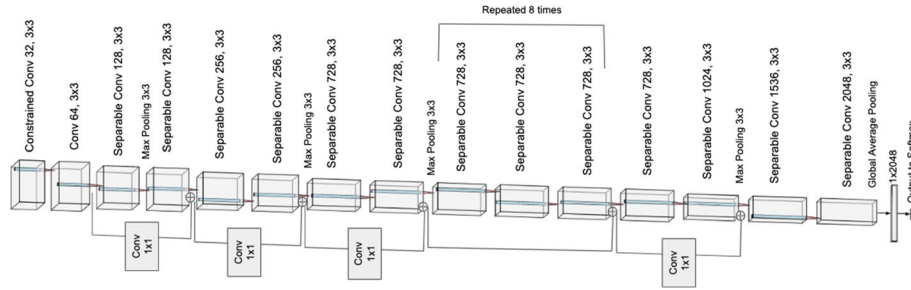 Repeated 8 times
Constrained Conv 32, 3x3
Conv 64, 3x3
Separable Conv 128, 3x3
Max Pooling 3x3
Separable Conv 128, 3x3
Separable Conv 256, 3x3
Separable Conv 256, 3x3
Max Pooling 3x3
Separable Conv 728, 3x3
Separable Conv 728, 3x3
Max Pooling 3x3
Separable Conv 728, 3x3
Separable Conv 728, 3x3
Separable Conv 728, 3x3
Separable Conv 728, 3x3
Separable Conv 1024, 3x3
Max Pooling 3x3
Separable Conv 1536, 3x3
Separable Conv 2048, 3x3
Global Average Pooling
1x2048
Output to Softmax
Conv
1x1
Conv
1x1
Conv
1x1
Conv
1x1